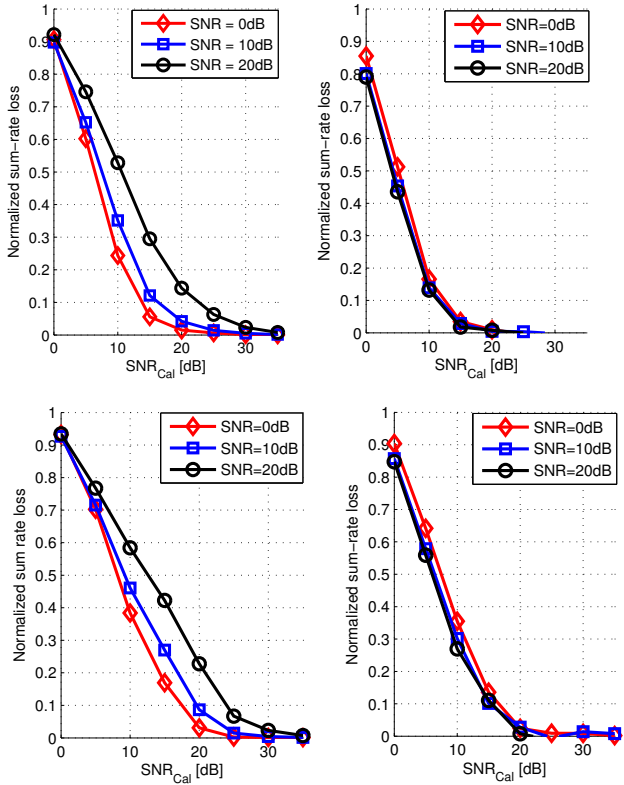 SNR = 0dB
SNR = 10dB
SNR = 20dB
Normalized sum−rate loss
1
0.9
0.8
0.7
0.6
0.5
0.4
0.3
0.2
0.1
0
0 10 20 30
SNR_Cal [dB]
SNR=0dB
SNR=10dB
SNR=20dB
Normalized sum−rate loss
1
0.9
0.8
0.7
0.6
0.5
0.4
0.3
0.2
0.1
0
0 10 20 30
SNR_Cal [dB]
SNR=0dB
SNR=10dB
SNR=20dB
Normalized sum rate loss
1
0.9
0.8
0.7
0.6
0.5
0.4
0.3
0.2
0.1
0
0 10 20 30
SNR_Cal [dB]
SNR=0dB
SNR=10dB
SNR=20dB
Normalized sum−rate loss
1
0.9
0.8
0.7
0.6
0.5
0.4
0.3
0.2
0.1
0
0 10 20 30
SNR_Cal [dB]